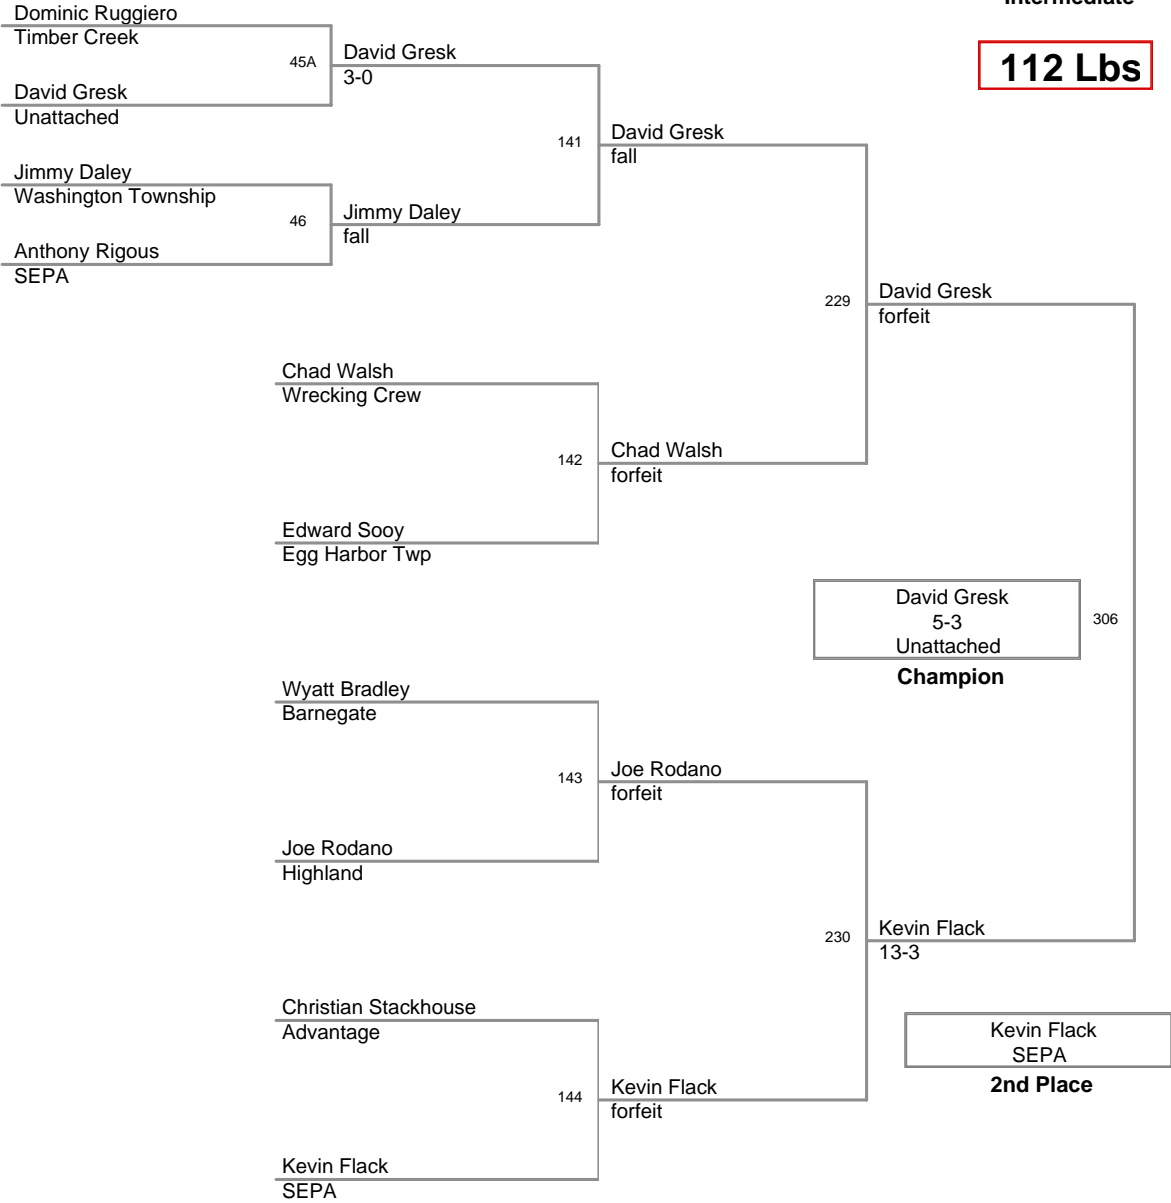 Intermediate
112 Lbs
Dominic Ruggiero
Timber Creek
45A
David Gresk
3-0
David Gresk
Unattached
141
David Gresk
fall
Jimmy Daley
Washington Township
46
Jimmy Daley
fall
Anthony Rigous
SEPA
229
David Gresk
forfeit
Chad Walsh
Wrecking Crew
142
Chad Walsh
forfeit
Edward Sooy
Egg Harbor Twp
David Gresk
5-3
Unattached
306
Champion
Wyatt Bradley
Barnegate
143
Joe Rodano
forfeit
Joe Rodano
Highland
230
Kevin Flack
13-3
Christian Stackhouse
Advantage
Kevin Flack
SEPA
2nd Place
144
Kevin Flack
forfeit
Kevin Flack
SEPA